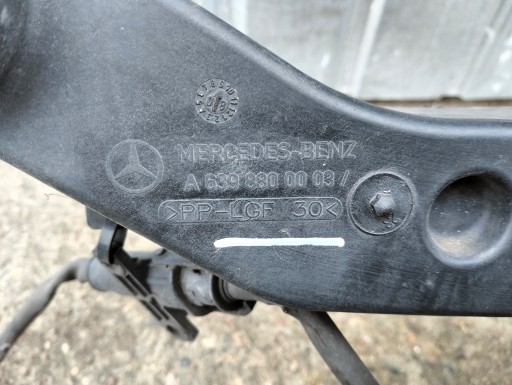 MERCEDES-BENZ
A 639 880 00 03 /
>PP-LGF 30<